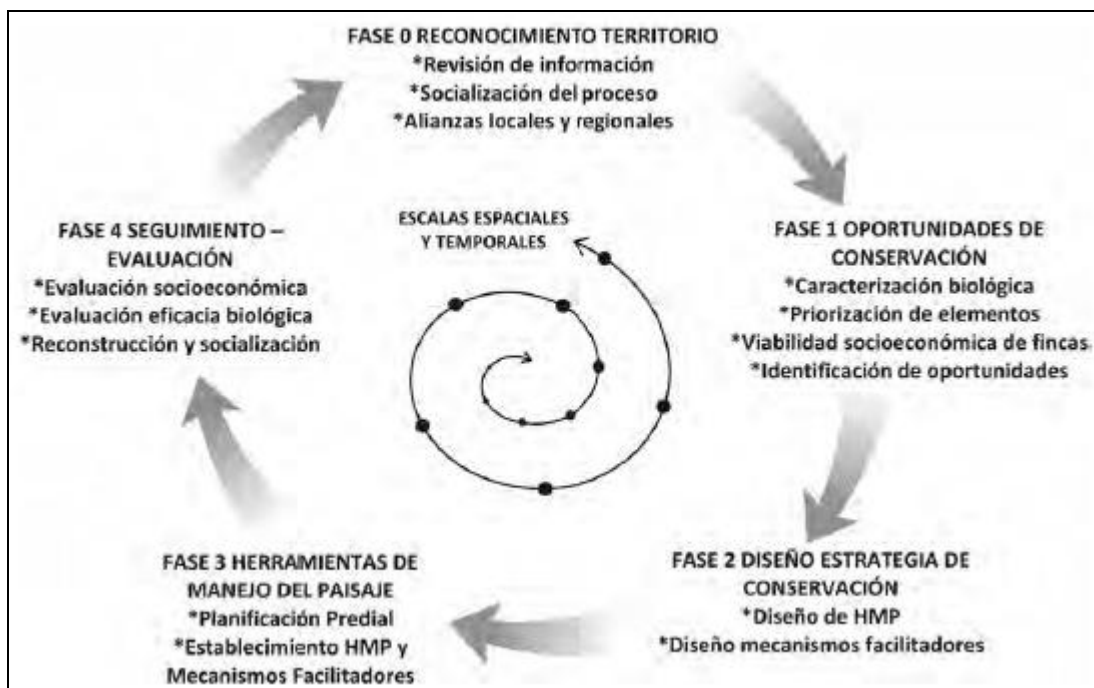 FASE 0 RECONOCIMIENTO TERRITORIO
*Revisión de información
*Socialización del proceso
*Alianzas locales y regionales
FASE 1 OPORTUNIDADES DE
CONSERVACIÓN
*Caracterización biológica
*Priorización de elementos
*Viabilidad socioeconómica de fincas
*Identificación de oportunidades
FASE 2 DISEÑO ESTRATEGIA DE
CONSERVACIÓN
*Diseño de HMP
*Diseño mecanismos facilitadores
FASE 3 HERRAMIENTAS DE
MANEJO DEL PAISAJE
*Planificación Predial
*Establecimiento HMP y
Mecanismos Facilitadores
FASE 4 SEGUIMIENTO –
EVALUACIÓN
*Evaluación socioeconómica
*Evaluación eficacia biológica
*Reconstrucción y socialización
ESCALAS ESPACIALES
Y TEMPORALES